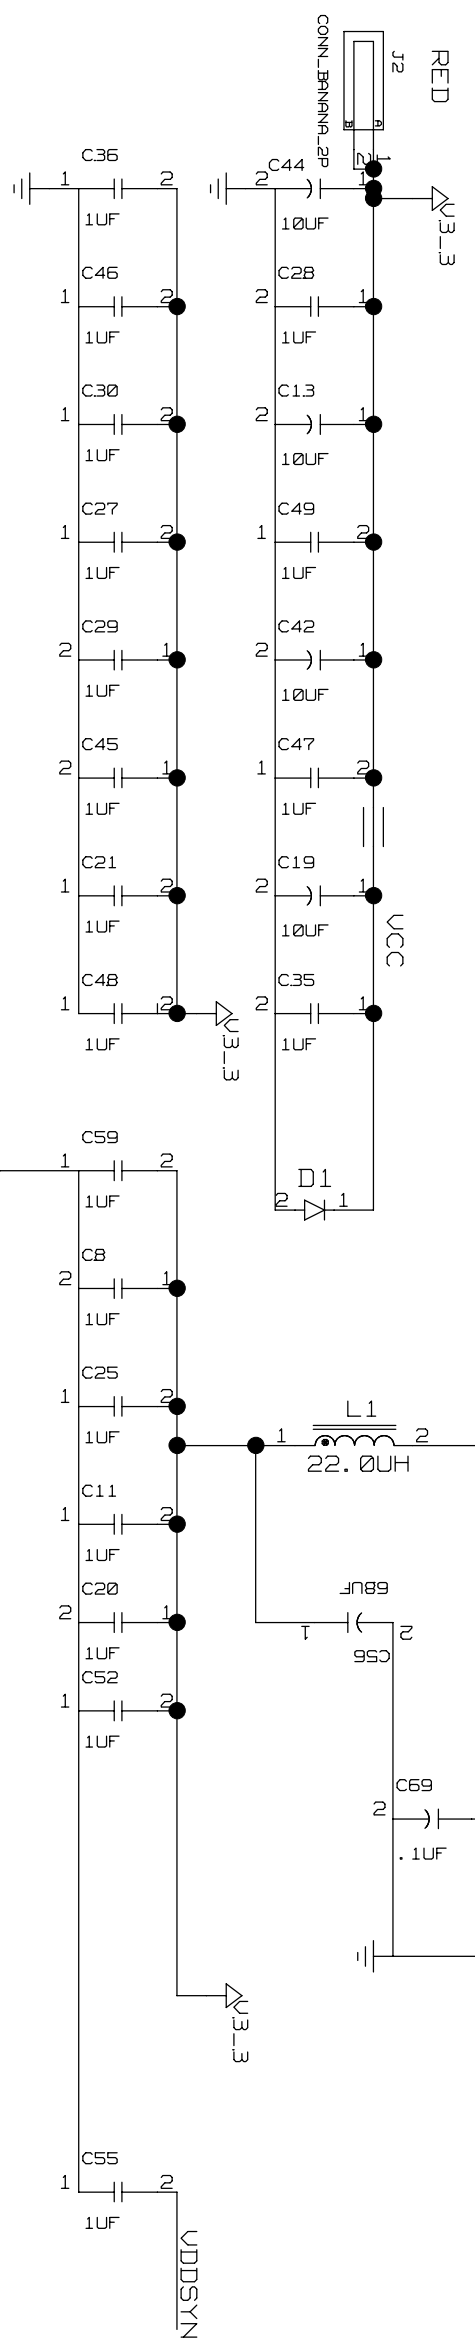 RED
J2
CONN_BANANA_2P
A
B
1
2
V3_3
C36
1
2
1UF
C44
2
1
10UF
C46
1
2
1UF
C28
2
1
1UF
C30
1
2
1UF
C13
2
1
10UF
C27
1
2
1UF
C49
1
2
1UF
C29
2
1
1UF
C42
2
1
10UF
C45
2
1
1UF
C47
1
2
1UF
C21
1
2
1UF
C19
2
1
10UF
VCC
C48
1
2
1UF
V3_3
C35
2
1
1UF
D1
2
1
C59
1
2
1UF
C8
2
1
1UF
C25
1
2
1UF
L1
1
2
22.0UH
C11
1
2
1UF
C20
2
1
1UF
68UF
1
2
C56
C52
1
2
1UF
C69
2
.1UF
V3_3
C55
1
2
1UF
VDDSYN